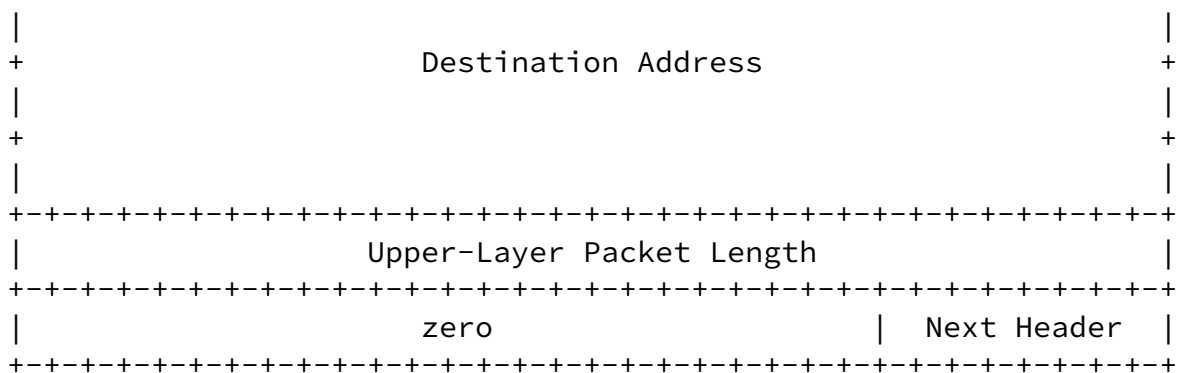 |                                                               |
+                      Destination Address                      +
|                                                               |
+                                                               +
|                                                               |
+-+-+-+-+-+-+-+-+-+-+-+-+-+-+-+-+-+-+-+-+-+-+-+-+-+-+-+-+-+-+-+-+
|                   Upper-Layer Packet Length                   |
+-+-+-+-+-+-+-+-+-+-+-+-+-+-+-+-+-+-+-+-+-+-+-+-+-+-+-+-+-+-+-+-+
|                      zero                     |  Next Header  |
+-+-+-+-+-+-+-+-+-+-+-+-+-+-+-+-+-+-+-+-+-+-+-+-+-+-+-+-+-+-+-+-+